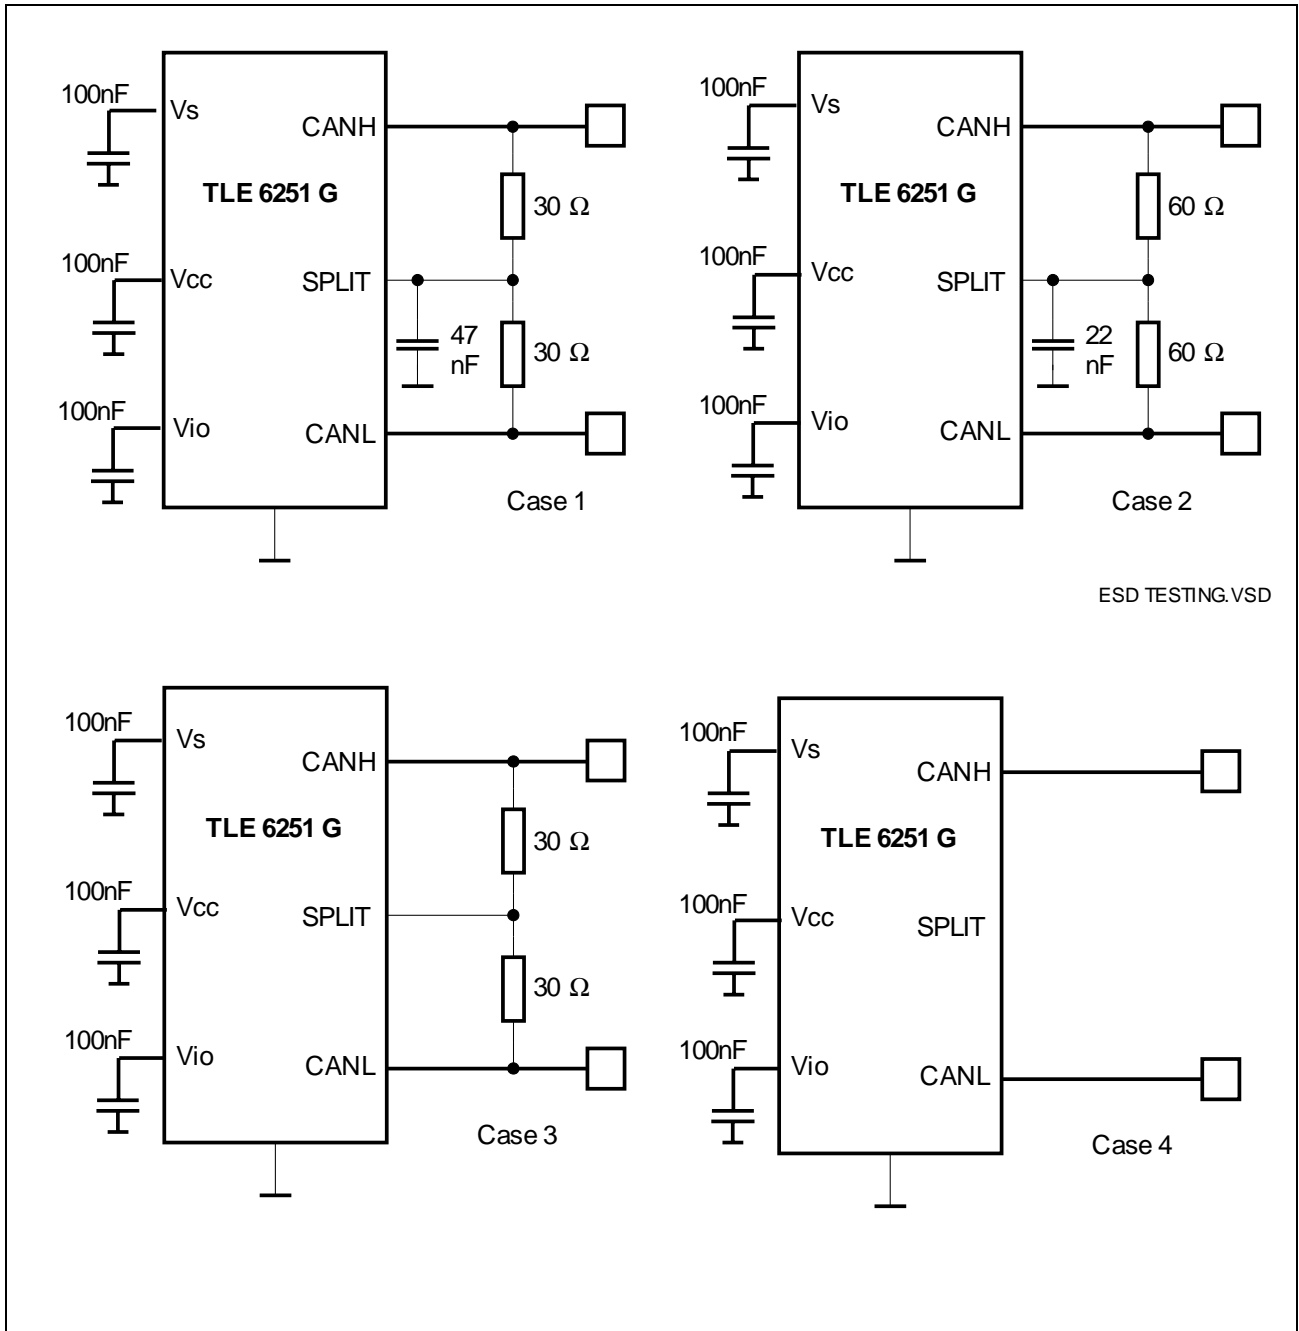 100nF
Vs
CANH
TLE 6251 G
30 Ω
100nF
Vcc
SPLIT
47
nF
30 Ω
100nF
Vio
CANL
Case 1
100nF
Vs
CANH
TLE 6251 G
60 Ω
100nF
Vcc
SPLIT
22
nF
60 Ω
100nF
Vio
CANL
Case 2
ESD TESTING.VSD
100nF
Vs
CANH
TLE 6251 G
30 Ω
100nF
Vcc
SPLIT
30 Ω
100nF
Vio
CANL
Case 3
100nF
Vs
CANH
TLE 6251 G
100nF
Vcc
SPLIT
100nF
Vio
CANL
Case 4